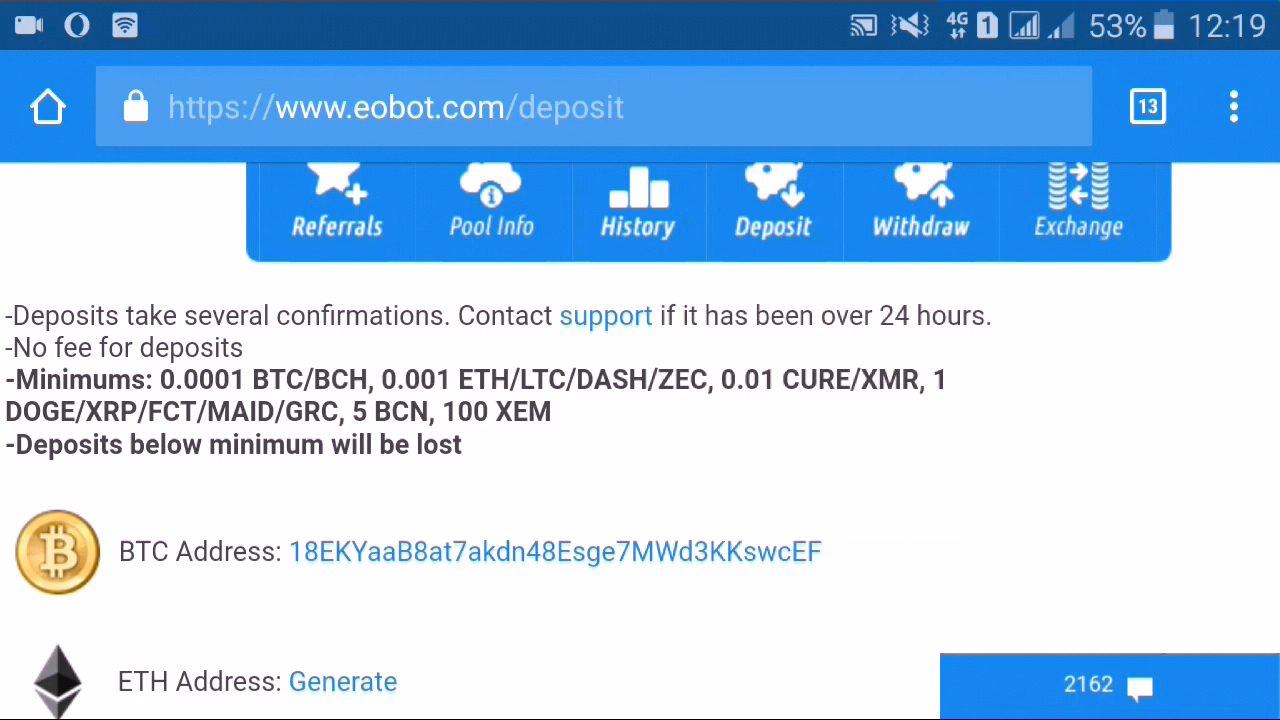 4G 1 53% 12:19
https://www.eobot.com/deposit 13
Referrals Pool Info History Deposit Withdraw Exchange
-Deposits take several confirmations. Contact support if it has been over 24 hours.
-No fee for deposits
-Minimums: 0.0001 BTC/BCH, 0.001 ETH/LTC/DASH/ZEC, 0.01 CURE/XMR, 1
DOGE/XRP/FCT/MAID/GRC, 5 BCN, 100 XEM
-Deposits below minimum will be lost
BTC Address: 18EKYaaB8at7akdn48Esge7MWd3KKswcEF
ETH Address: Generate
2162